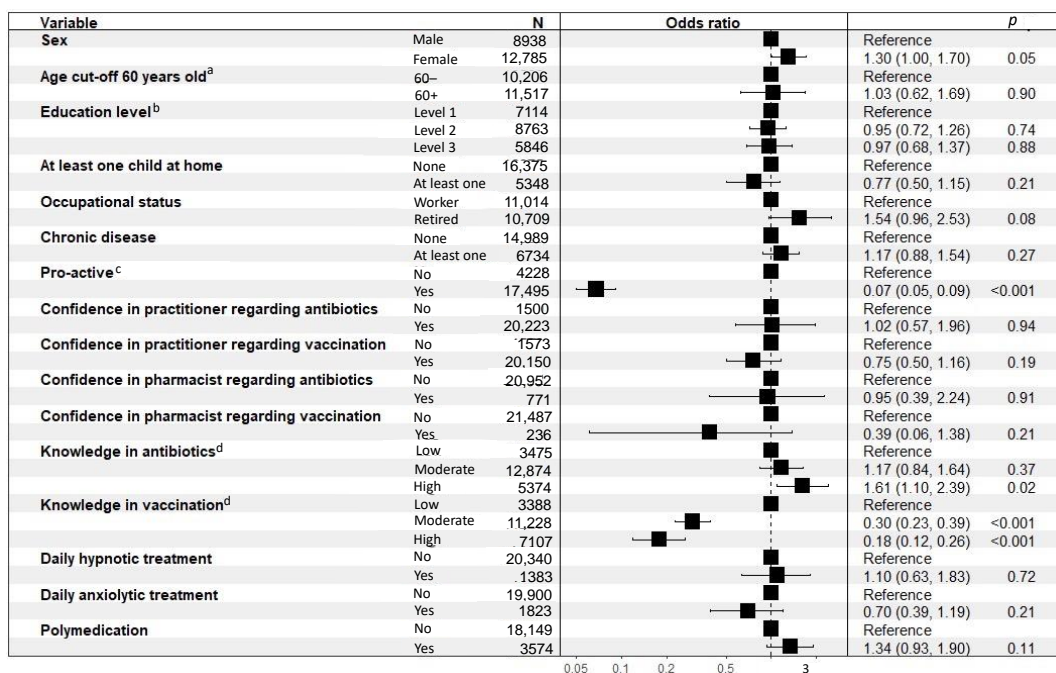 Variable N Odds ratio p
Sex Male 8938 Reference
Female 12,785 1.30 (1.00, 1.70) 0.05
Age cut-off 60 years old a 60– 10,206 Reference
60+ 11,517 1.03 (0.62, 1.69) 0.90
Education level b Level 1 7114 Reference
Level 2 8763 0.95 (0.72, 1.26) 0.74
Level 3 5846 0.97 (0.68, 1.37) 0.88
At least one child at home None 16,375 Reference
At least one 5348 0.77 (0.50, 1.15) 0.21
Occupational status Worker 11,014 Reference
Retired 10,709 1.54 (0.96, 2.53) 0.08
Chronic disease None 14,989 Reference
At least one 6734 1.17 (0.88, 1.54) 0.27
Pro-active c No 4228 Reference
Yes 17,495 0.07 (0.05, 0.09) <0.001
Confidence in practitioner regarding antibiotics No 1500 Reference
Yes 20,223 1.02 (0.57, 1.96) 0.94
Confidence in practitioner regarding vaccination No 1573 Reference
Yes 20,150 0.75 (0.50, 1.16) 0.19
Confidence in pharmacist regarding antibiotics No 20,952 Reference
Yes 771 0.95 (0.39, 2.24) 0.91
Confidence in pharmacist regarding vaccination No 21,487 Reference
Yes 236 0.39 (0.06, 1.38) 0.21
Knowledge in antibiotics d Low 3475 Reference
Moderate 12,874 1.17 (0.84, 1.64) 0.37
High 5374 1.61 (1.10, 2.39) 0.02
Knowledge in vaccination d Low 3388 Reference
Moderate 11,228 0.30 (0.23, 0.39) <0.001
High 7107 0.18 (0.12, 0.26) <0.001
Daily hypnotic treatment No 20,340 Reference
Yes 1383 1.10 (0.63, 1.83) 0.72
Daily anxiolytic treatment No 19,900 Reference
Yes 1823 0.70 (0.39, 1.19) 0.21
Polymedication No 18,149 Reference
Yes 3574 1.34 (0.93, 1.90) 0.11
0.05 0.1 0.2 0.5 3